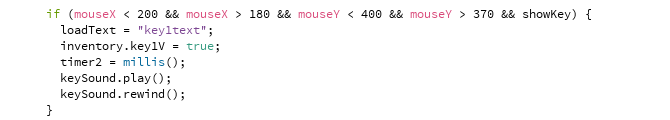 if (mouseX < 200 && mouseX > 180 && mouseY < 400 && mouseY > 370 && showKey) {
loadText = "key1text";
inventory.key1V = true;
timer2 = millis();
keySound.play();
keySound.rewind();
}